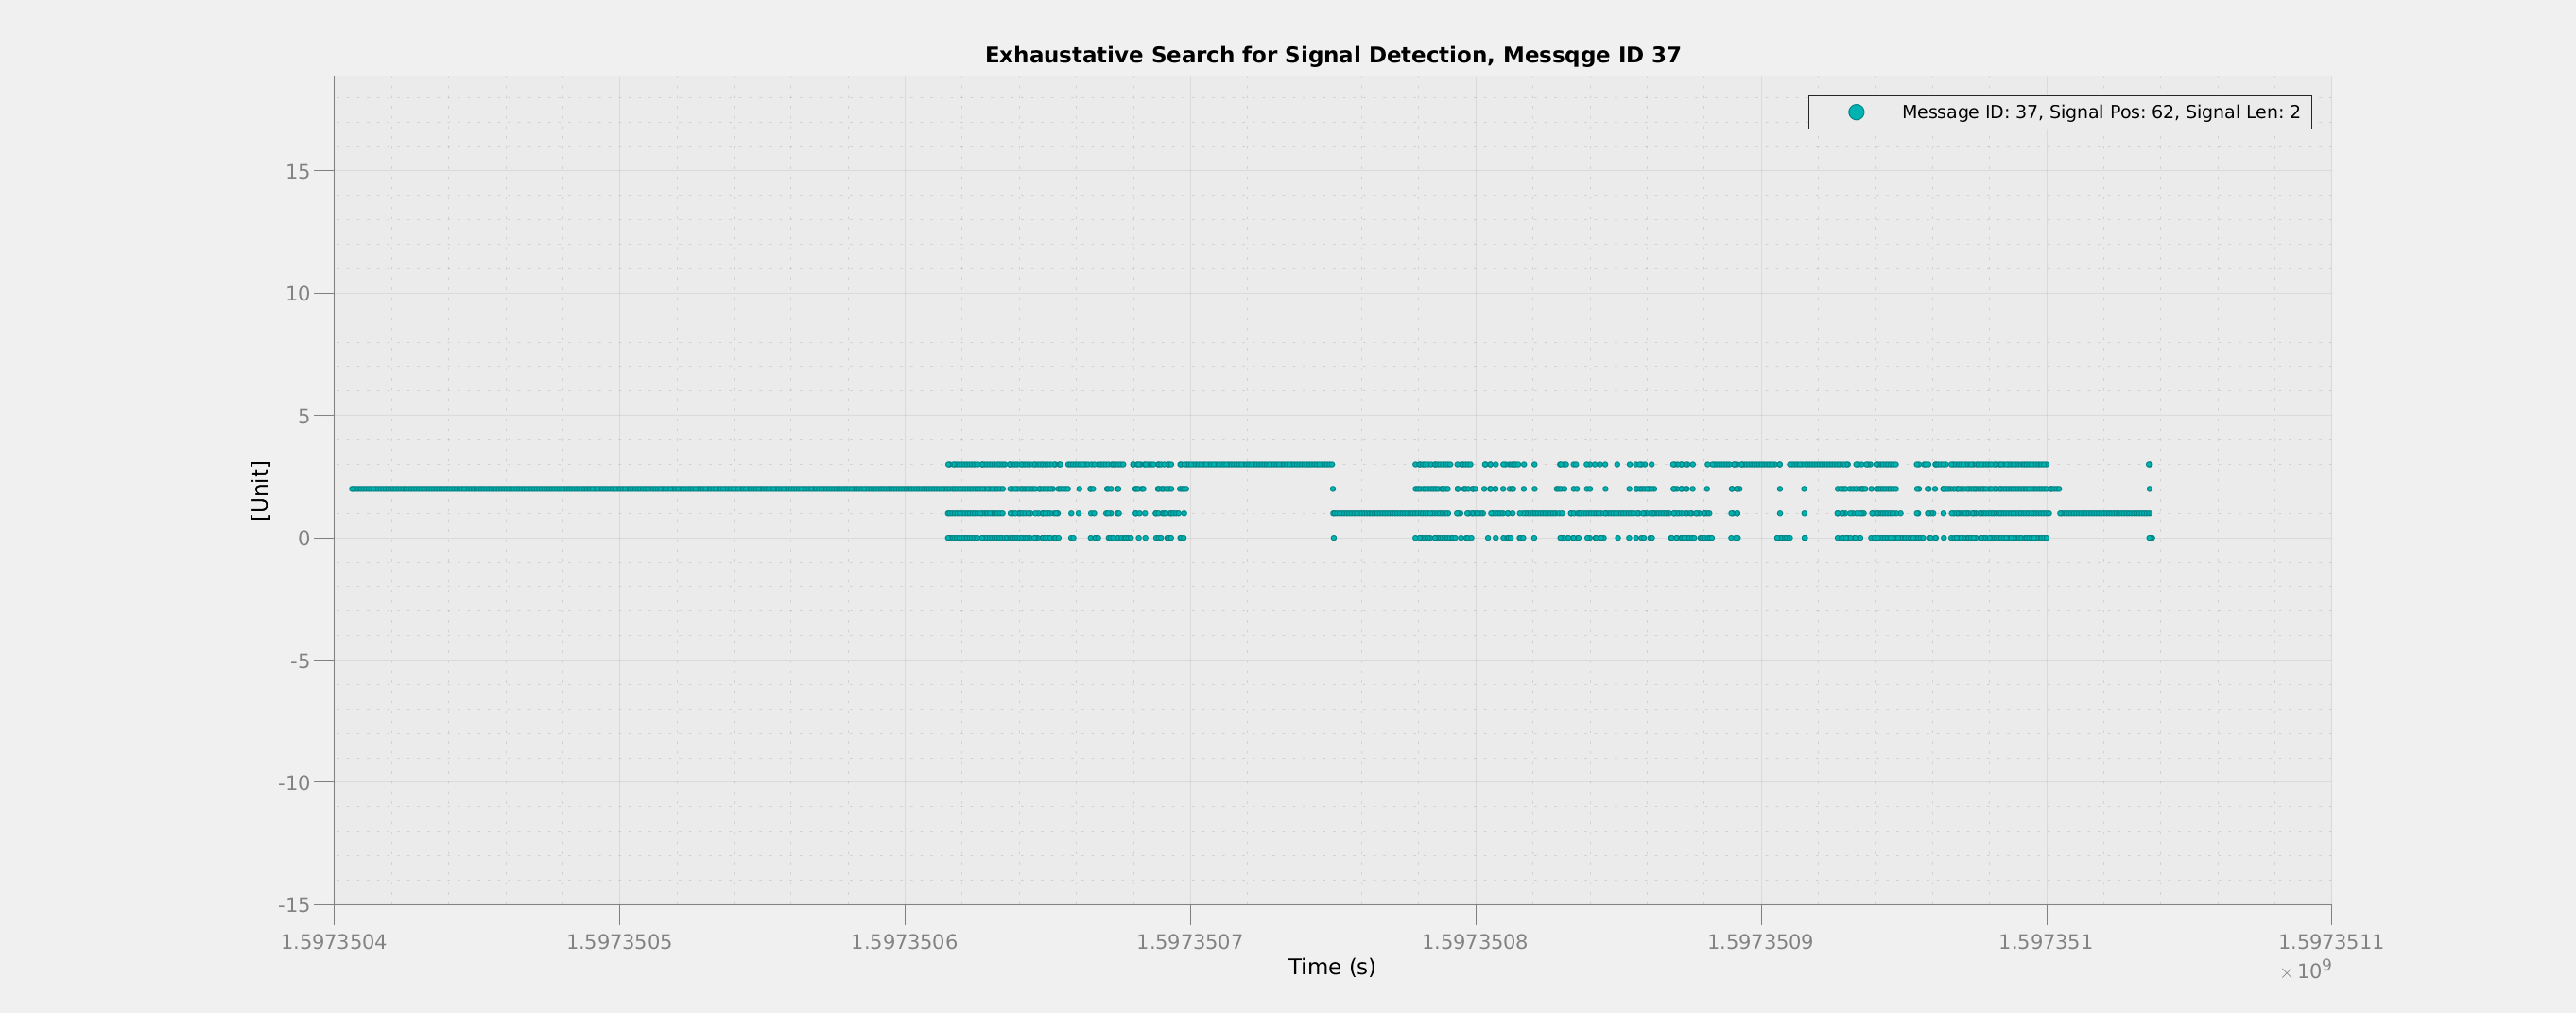 Exhaustative Search for Signal Detection, Messqge ID 37
Message ID: 37, Signal Pos: 62, Signal Len: 2
15
10
5
0
-5
-10
-15
[Unit]
1.5973504 1.5973505 1.5973506 1.5973507 1.5973508 1.5973509 1.597351 1.5973511
Time (s)
× 10⁹